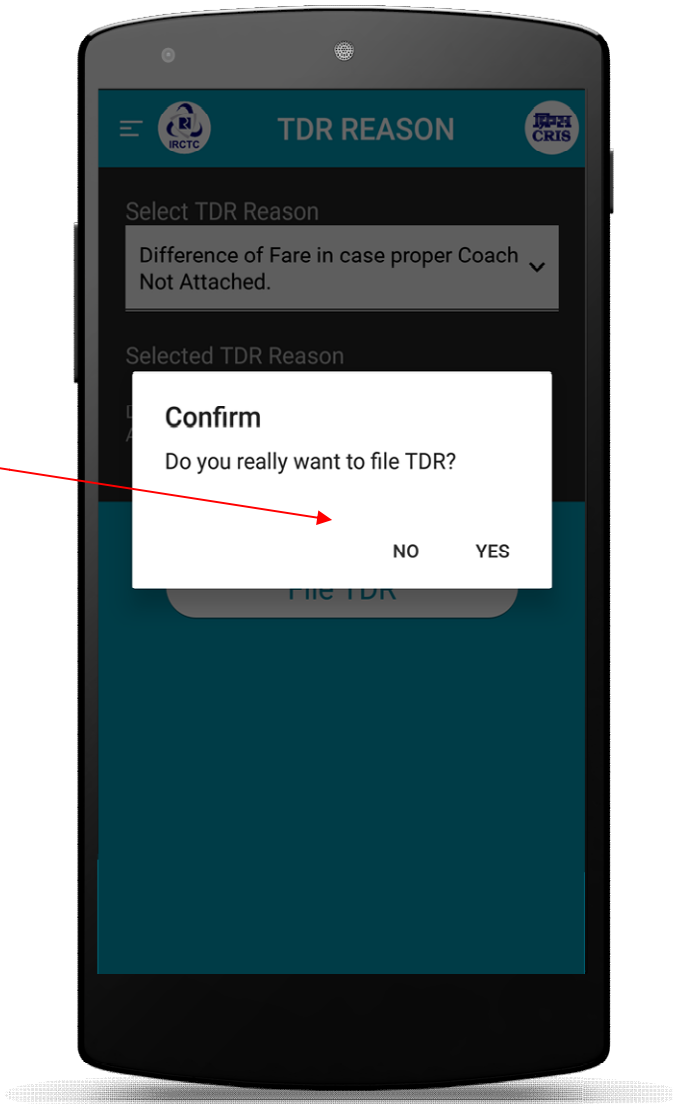 IRCTC
TDR REASON
क्रिस
CRIS
Select TDR Reason
Difference of Fare in case proper Coach
Not Attached.
Selected TDR Reason
Confirm
Do you really want to file TDR?
NO YES
File TDR